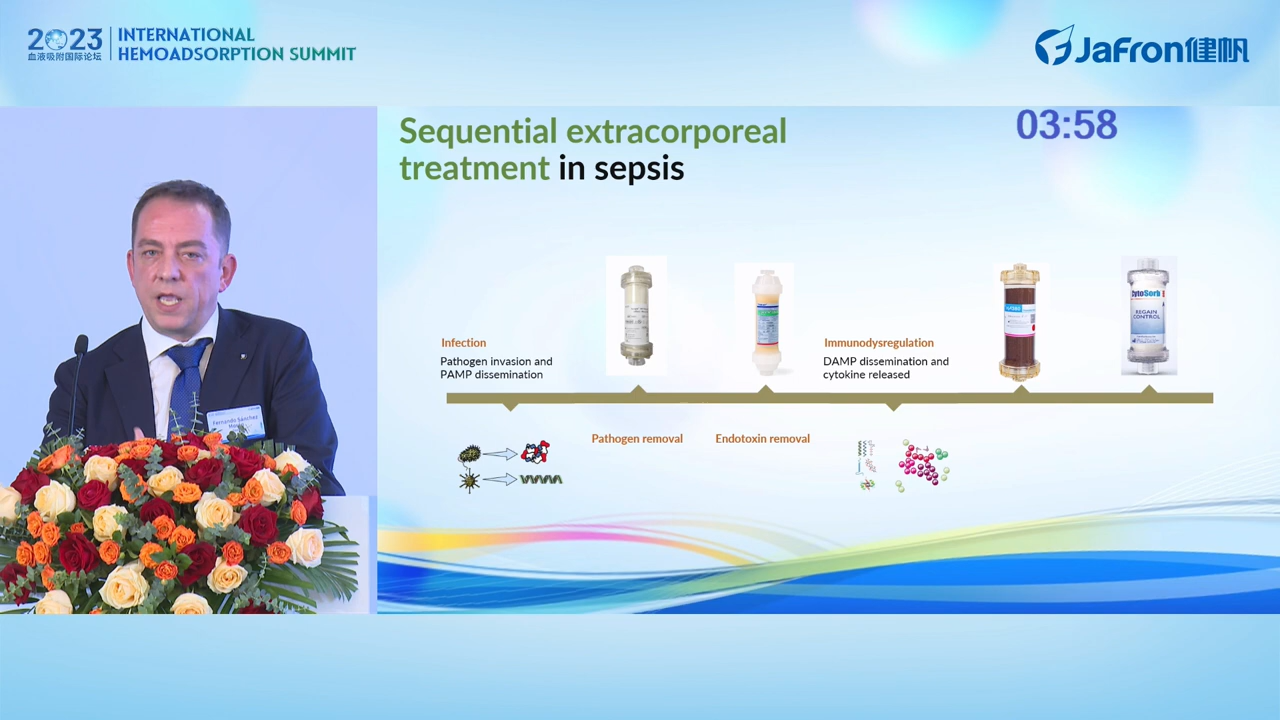 2023
血液吸附国际论坛
INTERNATIONAL
HEMOADSORPTION SUMMIT
JaFron健帆
03:58
Sequential extracorporeal
treatment in sepsis
Infection
Pathogen invasion and
PAMP dissemination
Immunodysregulation
DAMP dissemination and
cytokine released
CytoSorb
REGAIN
CONTROL
Pathogen removal
Endotoxin removal
Fernando Sánchez